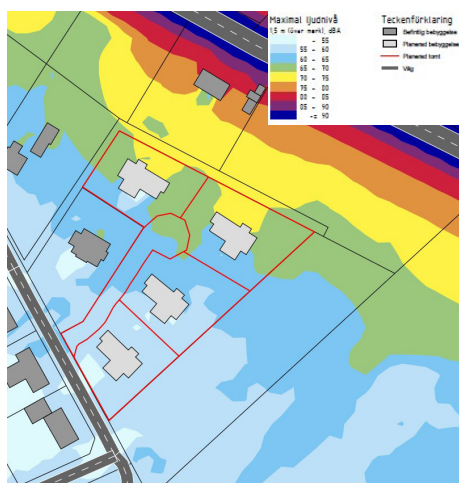 Maximal ljudnivå
1,5 m (över mark), dBA
- 55
55 - 60
60 - 65
65 - 70
70 - 75
75 - 80
80 - 85
85 - 90
>= 90
Teckenförklaring
Befintlig bebyggelse
Planerad bebyggelse
Planerad tomt
Väg